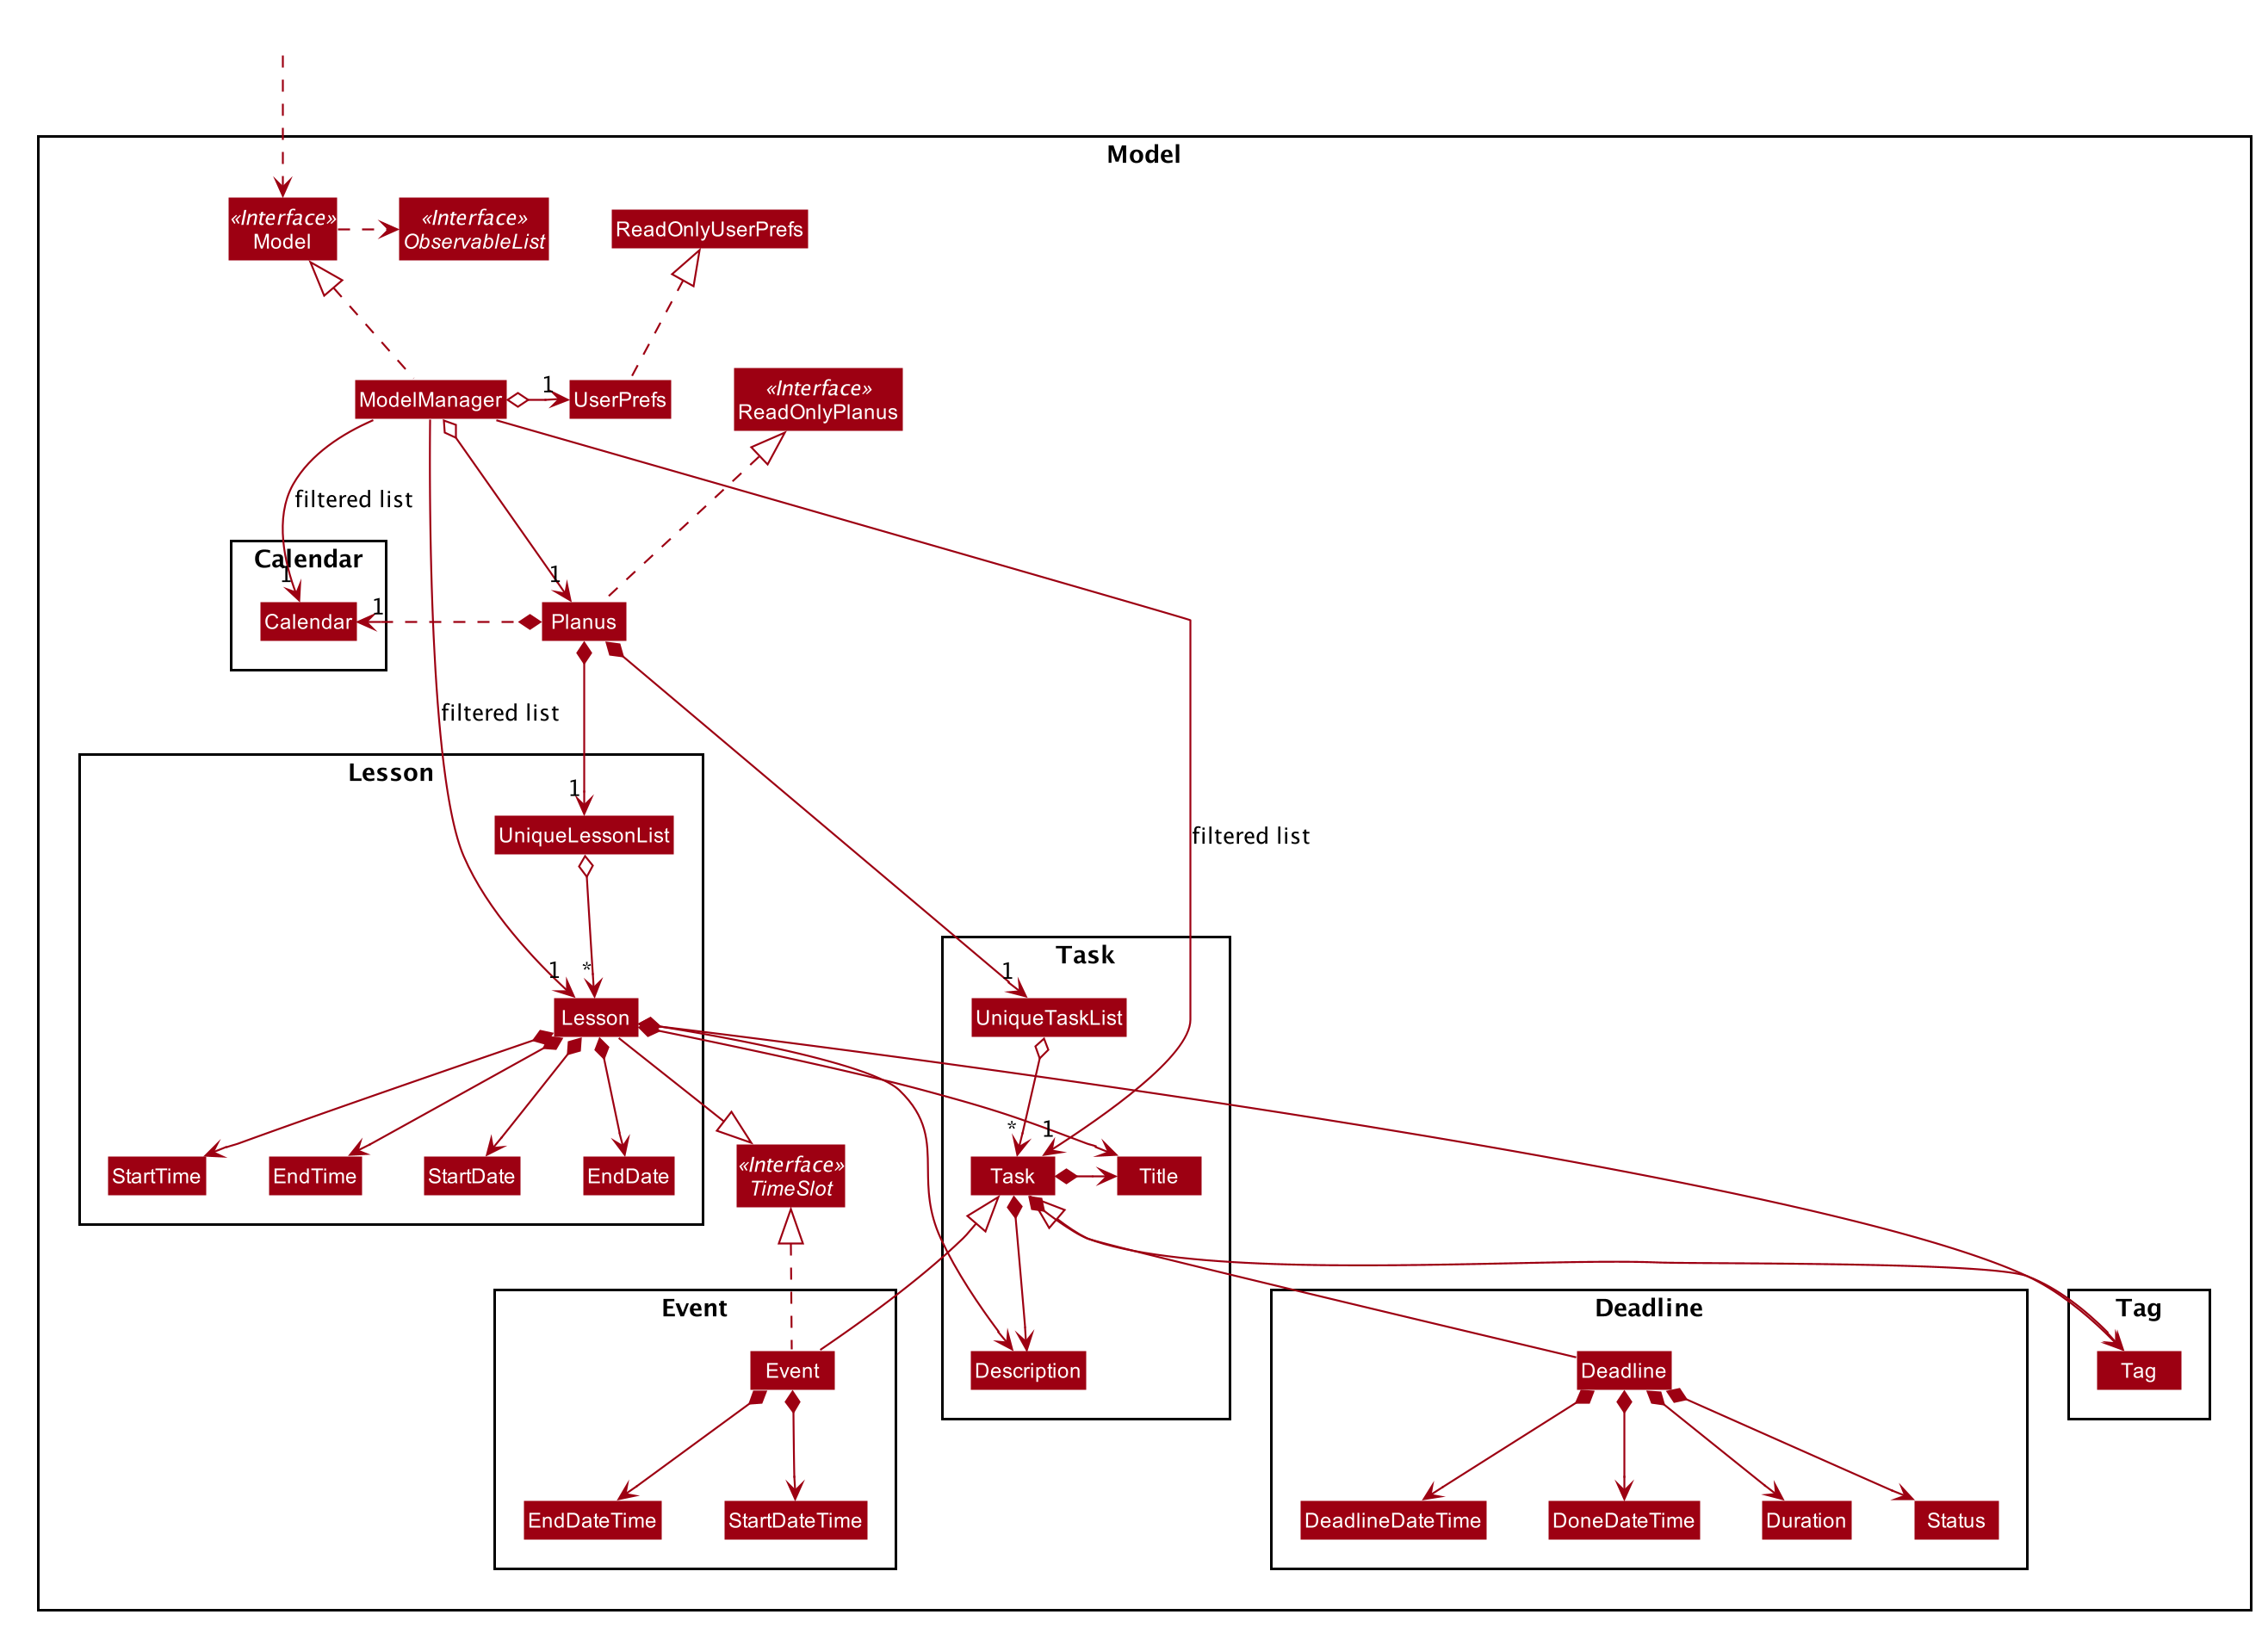 Model
«Interface»
Model
«Interface»
ObservableList
ReadOnlyUserPrefs
ModelManager
1
UserPrefs
«Interface»
ReadOnlyPlanus
filtered list
Calendar
1
1
1
Calendar
Planus
filtered list
Lesson
1
UniqueLessonList
filtered list
Task
1
*
1
Lesson
UniqueTaskList
*
1
StartTime
EndTime
StartDate
EndDate
«Interface»
TimeSlot
Task
Title
Event
Deadline
Tag
Event
Description
Deadline
Tag
EndDateTime
StartDateTime
DeadlineDateTime
DoneDateTime
Duration
Status